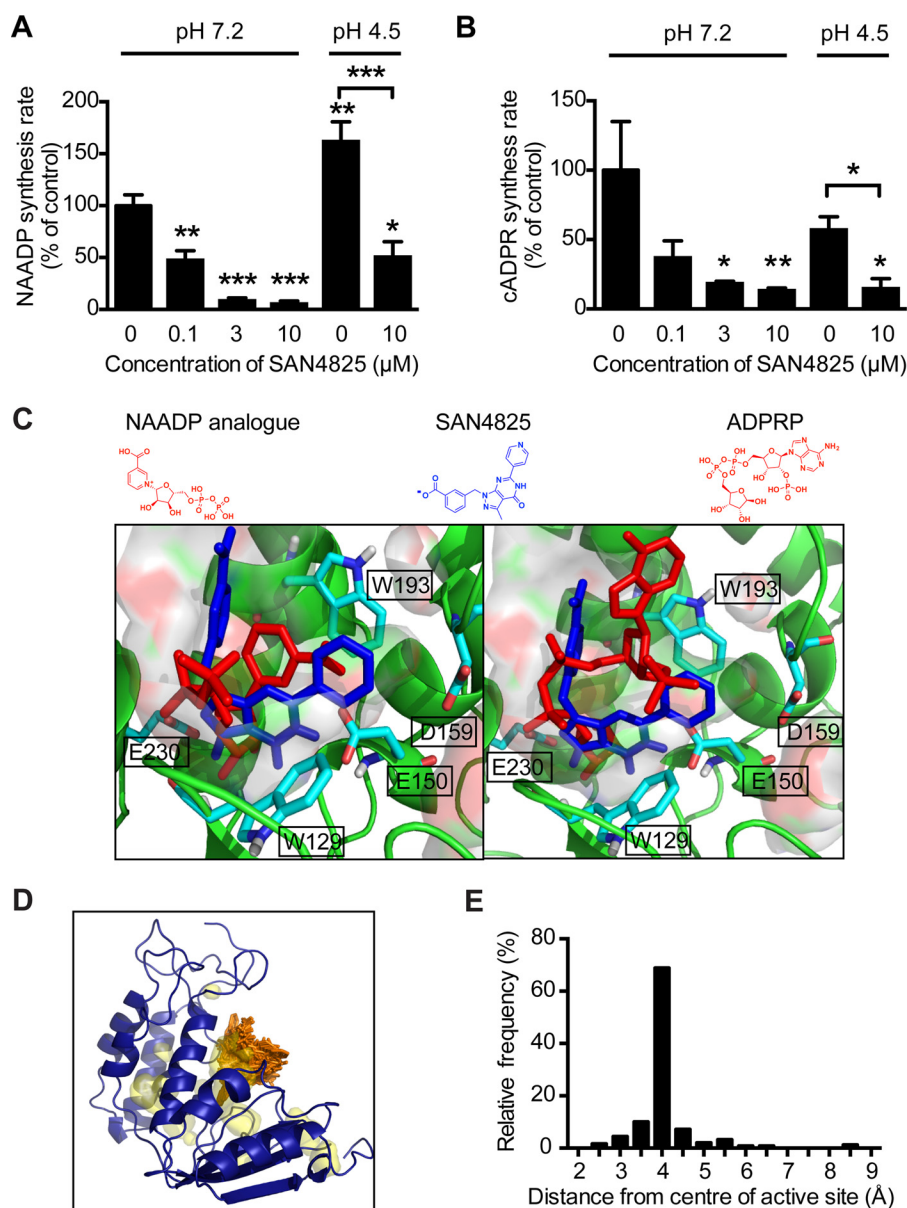 A
pH 7.2
pH 4.5
NAADP synthesis rate
(% of control)
200
150
100
50
0
**
***
***
**
***
*
0
0.1
3
10
0
10
Concentration of SAN4825 (µM)
B
pH 7.2
pH 4.5
cADPR synthess rate
(% of control)
150
100
50
0
*
**
*
*
0
0.1
3
10
0
10
Concentration of SAN4825 (µM)
C
NAADP analogue
SAN4825
ADPRP
W193
D159
E230
E150
W129
W193
D159
E230
E150
W129
D
E
Relative frequency (%)
80
60
40
20
0
2
3
4
5
6
7
8
9
Distance from centre of active site (Å)